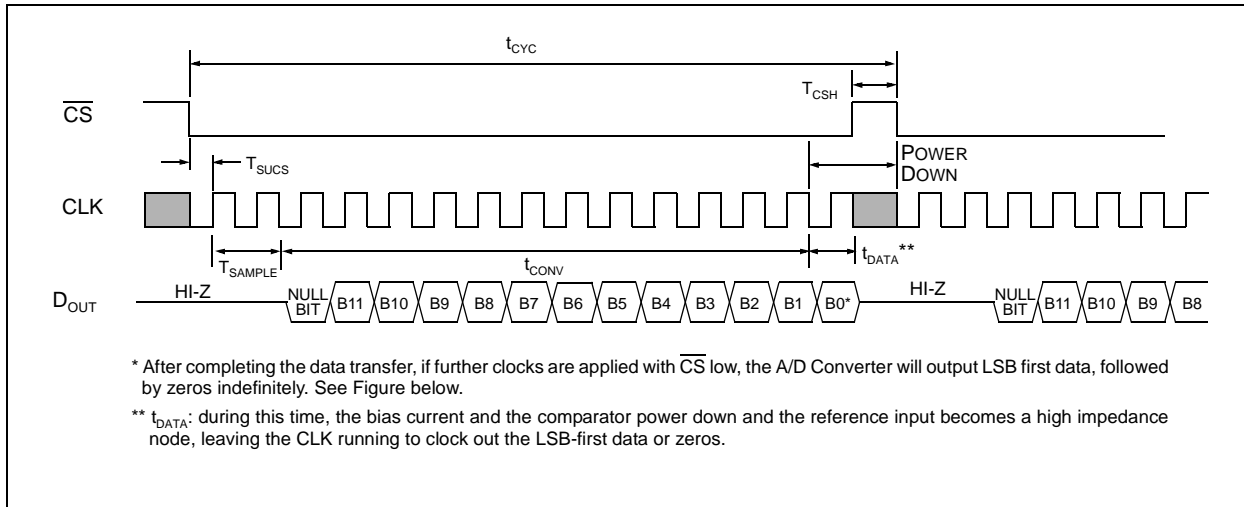 tCYC
TCSH
CS
POWER
DOWN
TSUCS
CLK
TSAMPLE
tCONV
tDATA**
DOUT
HI-Z
NULL
BIT
B11
B10
B9
B8
B7
B6
B5
B4
B3
B2
B1
B0*
HI-Z
NULL
BIT
B11
B10
B9
B8
* After completing the data transfer, if further clocks are applied with CS low, the A/D Converter will output LSB first data, followed
by zeros indefinitely. See Figure below.
** tDATA: during this time, the bias current and the comparator power down and the reference input becomes a high impedance
node, leaving the CLK running to clock out the LSB-first data or zeros.